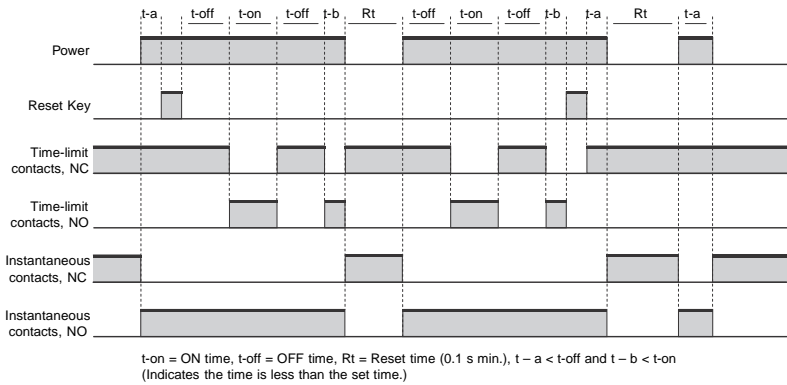 t-a t-off t-on t-off t-b Rt t-off t-on t-off t-b t-a Rt t-a
Power
Reset Key
Time-limit
contacts, NC
Time-limit
contacts, NO
Instantaneous
contacts, NC
Instantaneous
contacts, NO
t-on = ON time, t-off = OFF time, Rt = Reset time (0.1 s min.), t – a < t-off and t – b < t-on
(Indicates the time is less than the set time.)